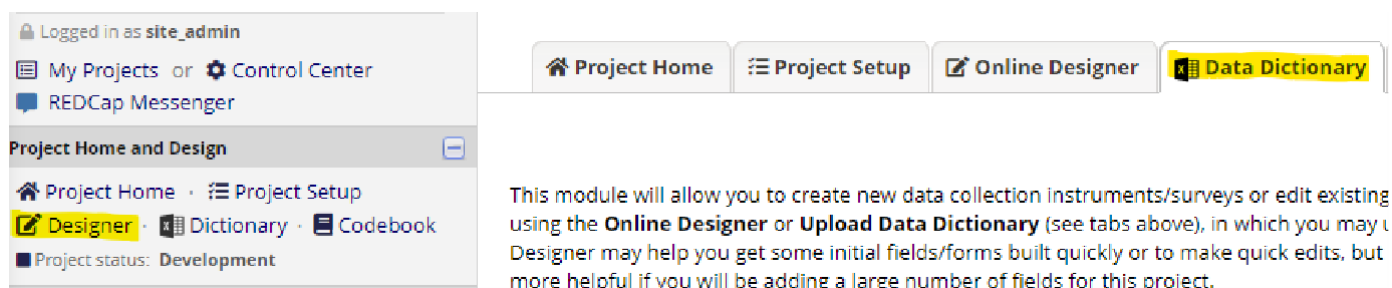 Logged in as site_admin
My Projects or Control Center
REDCap Messenger
Project Home and Design
Project Home · Project Setup
Designer · Dictionary · Codebook
Project status: Development
Project Home
Project Setup
Online Designer
Data Dictionary
This module will allow you to create new data collection instruments/surveys or edit existing
using the Online Designer or Upload Data Dictionary (see tabs above), in which you may
Designer may help you get some initial fields/forms built quickly or to make quick edits, but
more helpful if you will be adding a large number of fields for this project.